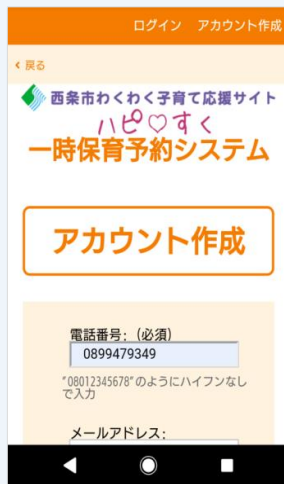 ログイン アカウント作成
< 戻る
西条市わくわく子育て応援サイト
ハピ♡すく
一時保育予約システム
アカウント作成
電話番号:（必須）
0899479349
"08012345678"のようにハイフンなし
で入力
メールアドレス: